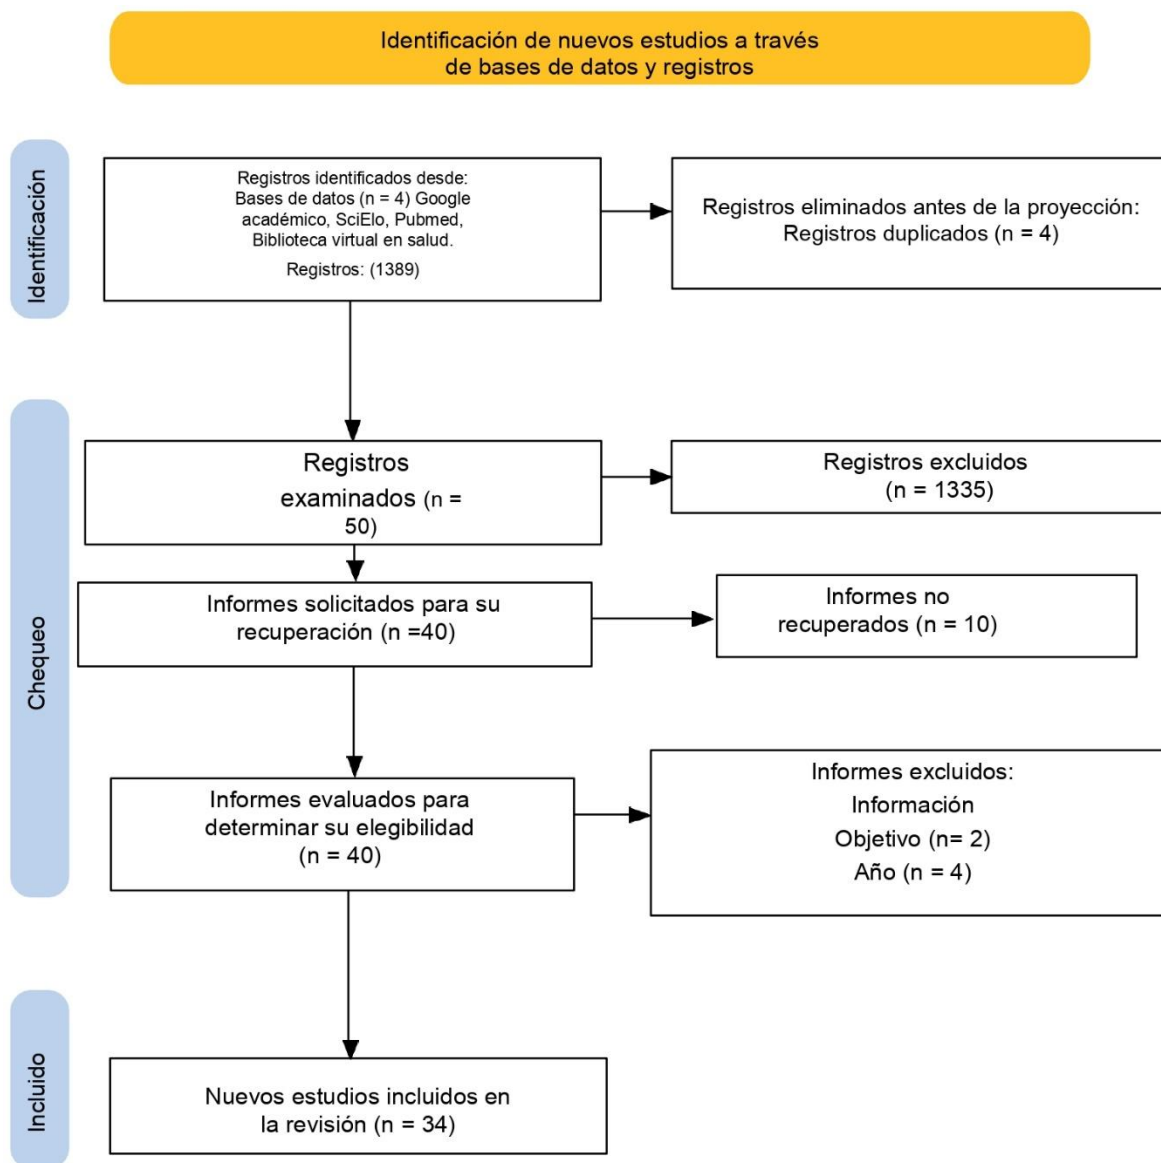 Identificación de nuevos estudios a través
de bases de datos y registros
Identificación
Registros identificados desde:
Bases de datos (n = 4) Google
académico, SciElo, Pubmed,
Biblioteca virtual en salud.
Registros: (1389)
Registros eliminados antes de la proyección:
Registros duplicados (n = 4)
Chequeo
Registros
examinados (n =
50)
Registros excluidos
(n = 1335)
Informes solicitados para su
recuperación (n =40)
Informes no
recuperados (n = 10)
Informes evaluados para
determinar su elegibilidad
(n = 40)
Informes excluidos:
Información
Objetivo (n= 2)
Año (n = 4)
Incluido
Nuevos estudios incluidos en
la revisión (n = 34)